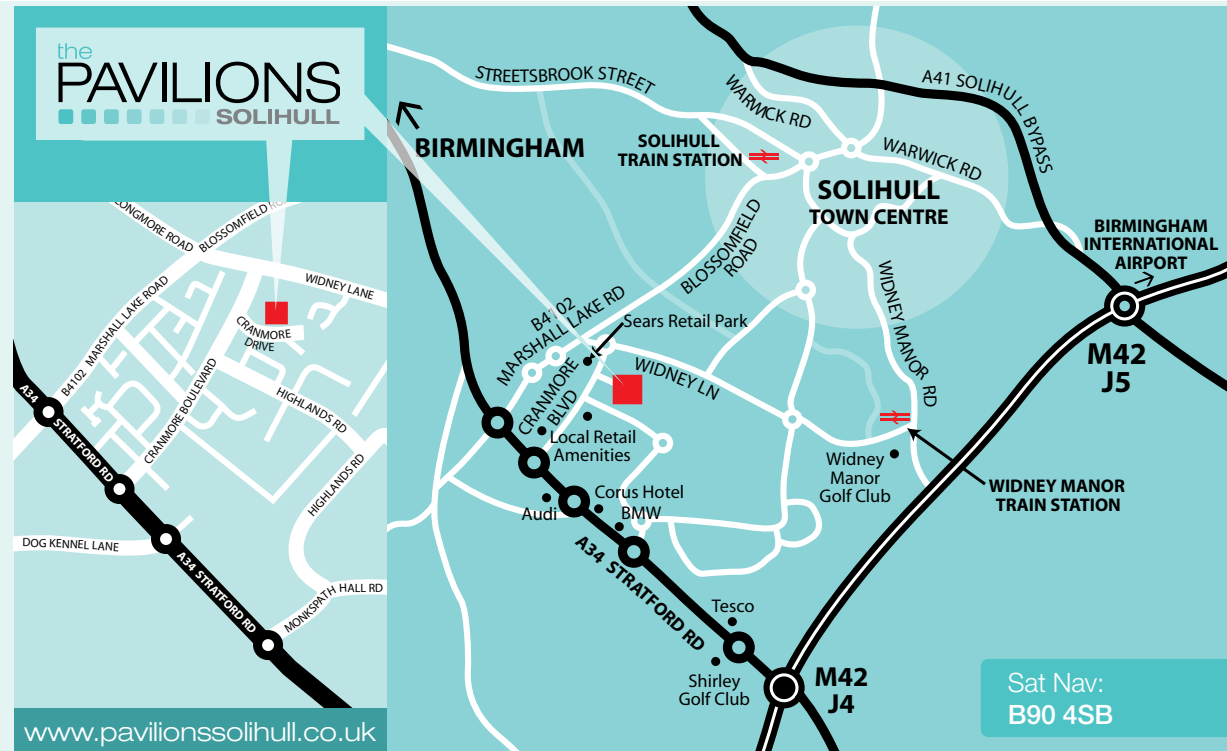 the
PAVILIONS
SOLIHULL
LONGMORE ROAD
BLOSSOMFIELD ROAD
WIDNEY LANE
B4102 MARSHALL LAKE ROAD
CRANMORE
DRIVE
CRANMORE BOULEVARD
HIGHLANDS RD
HIGHLANDS RD
A34
STRATFORD RD
DOG KENNEL LANE
A34 STRATFORD RD
MONKSPATH HALL RD
www.pavilionssolihull.co.uk
STREETSBROOK STREET
WARWICK RD
A41 SOLIHULL BYPASS
BIRMINGHAM
SOLIHULL
TRAIN STATION
WARWICK RD
SOLIHULL
TOWN CENTRE
BLOSSOMFIELD
ROAD
BIRMINGHAM
INTERNATIONAL
AIRPORT
WIDNEY MANOR RD
B4102
MARSHALL LAKE RD
Sears Retail Park
M42
J5
CRANMORE
BLVD
WIDNEY LN
Local Retail
Amenities
Widney
Manor
Golf Club
WIDNEY MANOR
TRAIN STATION
Audi
Corus Hotel
BMW
A34 STRATFORD RD
Tesco
Shirley
Golf Club
M42
J4
Sat Nav:
B90 4SB